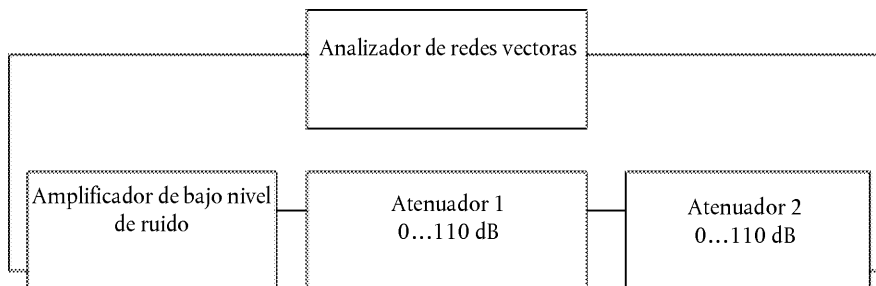 Analizador de redes vectoras
Amplificador de bajo nivel
de ruido
Atenuador 1
0…110 dB
Atenuador 2
0…110 dB